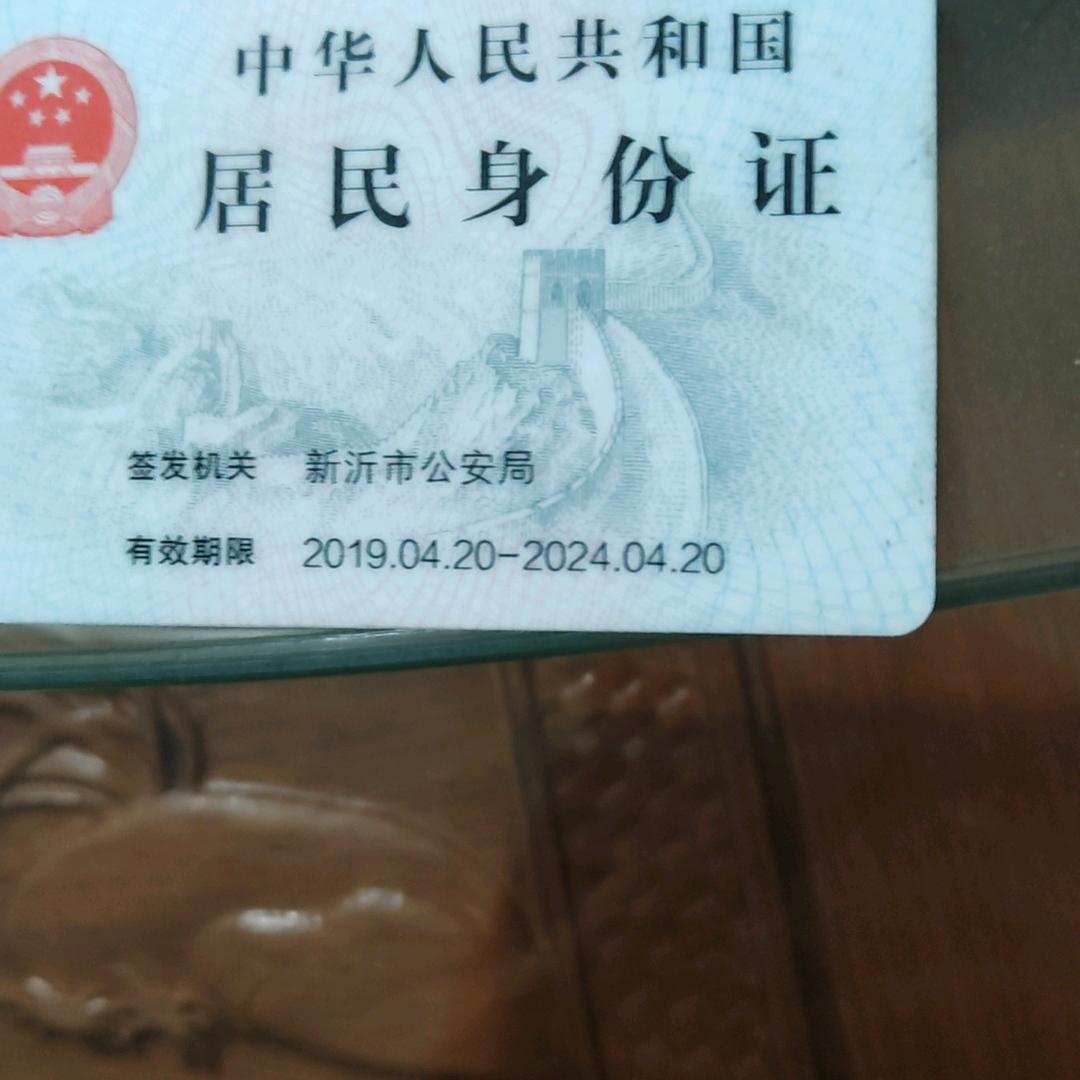 中华人民共和国
居民身份证
签发机关 新沂市公安局
有效期限 2019.04.20-2024.04.20